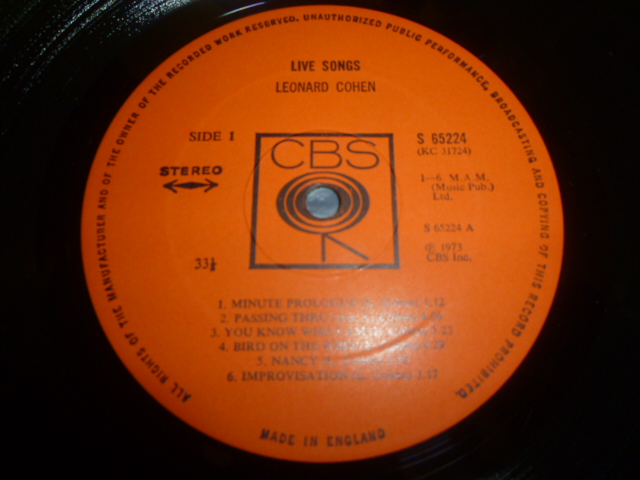 ALL RIGHTS OF THE MANUFACTURER AND OF THE OWNER OF THE RECORDED WORK RESERVED. UNAUTHORIZED PUBLIC PERFORMANCE, BROADCASTING AND COPYING OF THIS RECORD PROHIBITED.
LIVE SONGS
LEONARD COHEN
SIDE 1
STEREO
33⅓
CBS
S 65224
(KC 31724)
1—6 M.A.M.
(Music Pub.)
Ltd.
S 65224 A
℗ 1973
CBS Inc.
1. MINUTE PROLOGUE
2. PASSING THRU
3. YOU KNOW WHO I AM
4. BIRD ON THE
5. NANCY
6. IMPROVISATION
MADE IN ENGLAND